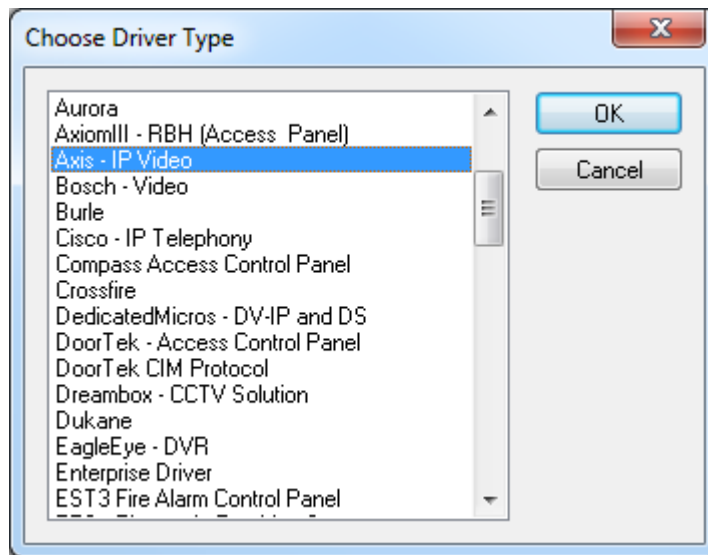 Choose Driver Type
Aurora
AxiomIII - RBH (Access  Panel)
Axis - IP Video
Bosch - Video
Burle
Cisco - IP Telephony
Compass Access Control Panel
Crossfire
DedicatedMicros - DV-IP and DS
DoorTek - Access Control Panel
DoorTek CIM Protocol
Dreambox - CCTV Solution
Dukane
EagleEye - DVR
Enterprise Driver
EST3 Fire Alarm Control Panel
OK
Cancel